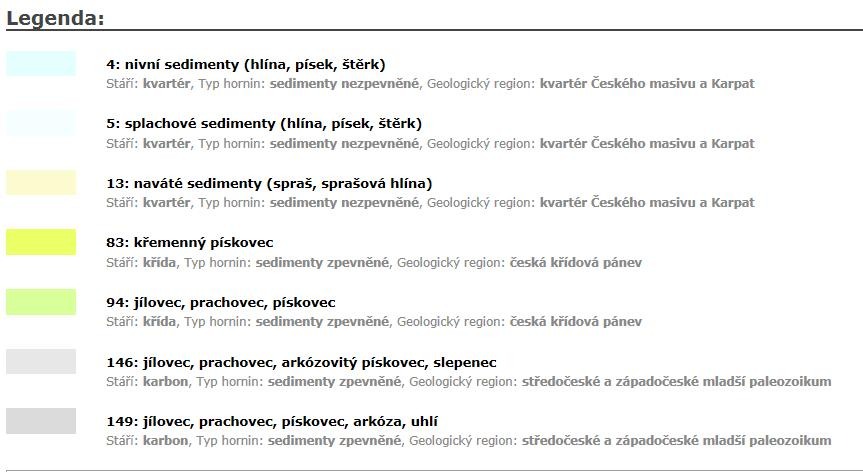 Legenda:
4: nivní sedimenty (hlína, písek, štěrk)
Stáří: kvartér, Typ hornin: sedimenty nezpevněné, Geologický region: kvartér Českého masivu a Karpat
5: splachové sedimenty (hlína, písek, štěrk)
Stáří: kvartér, Typ hornin: sedimenty nezpevněné, Geologický region: kvartér Českého masivu a Karpat
13: naváté sedimenty (spraš, sprašová hlína)
Stáří: kvartér, Typ hornin: sedimenty nezpevněné, Geologický region: kvartér Českého masivu a Karpat
83: křemenný pískovec
Stáří: křída, Typ hornin: sedimenty zpevněné, Geologický region: česká křídová pánev
94: jílovec, prachovec, pískovec
Stáří: křída, Typ hornin: sedimenty zpevněné, Geologický region: česká křídová pánev
146: jílovec, prachovec, arkózovitý pískovec, slepenec
Stáří: karbon, Typ hornin: sedimenty zpevněné, Geologický region: středočeské a západočeské mladší paleozoikum
149: jílovec, prachovec, pískovec, arkóza, uhlí
Stáří: karbon, Typ hornin: sedimenty zpevněné, Geologický region: středočeské a západočeské mladší paleozoikum